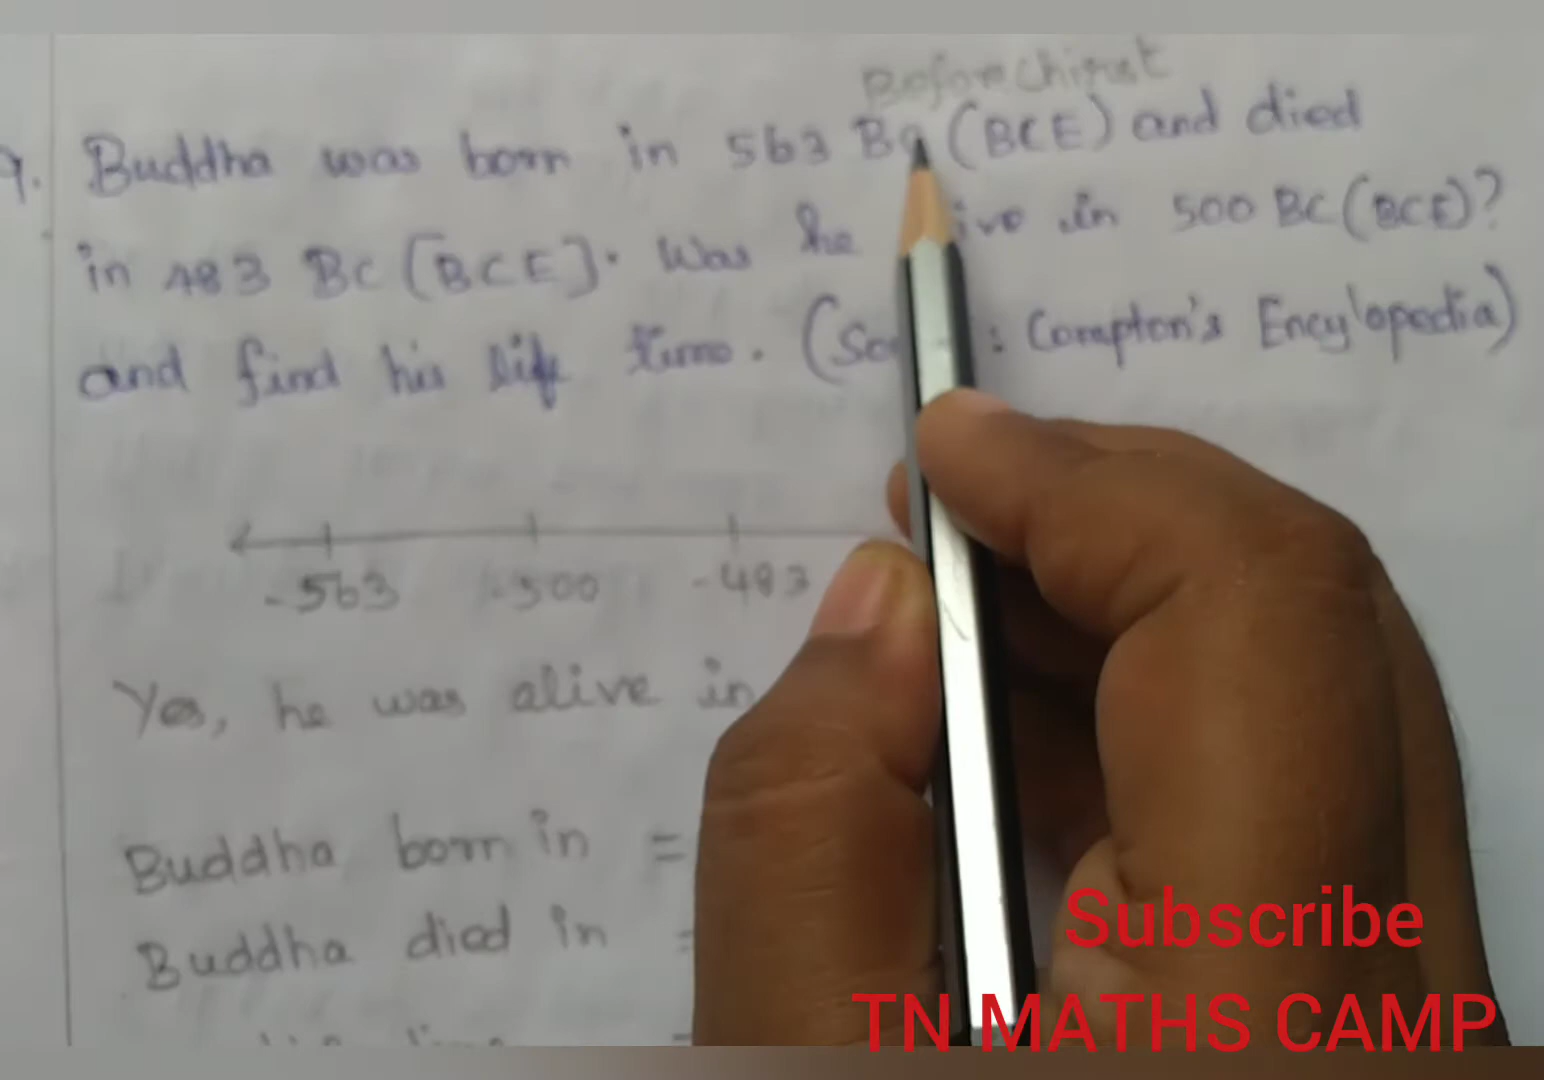 Before Christ
9. Buddha was born in 563 BC (BCE) and died
in 483 BC (BCE). Was he ive in 500 BC (BCE)?
and find his life time. (So : Compton's Encylopedia)
-563 -500 -483
Yes, he was alive in
Buddha born in =
Buddha died in =
Subscribe
TN MATHS CAMP